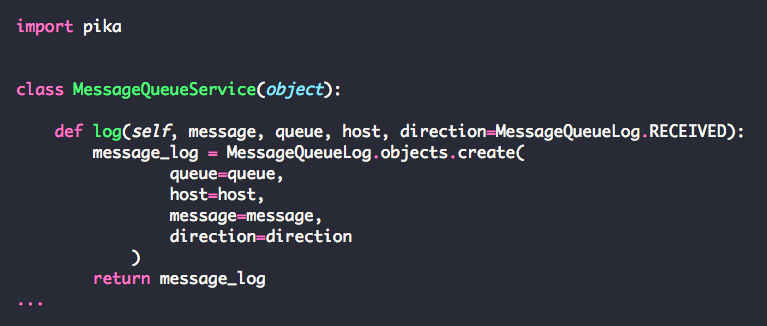 import pika
class MessageQueueService(object):
    def log(self, message, queue, host, direction=MessageQueueLog.RECEIVED):
        message_log = MessageQueueLog.objects.create(
                queue=queue,
                host=host,
                message=message,
                direction=direction
            )
        return message_log
...